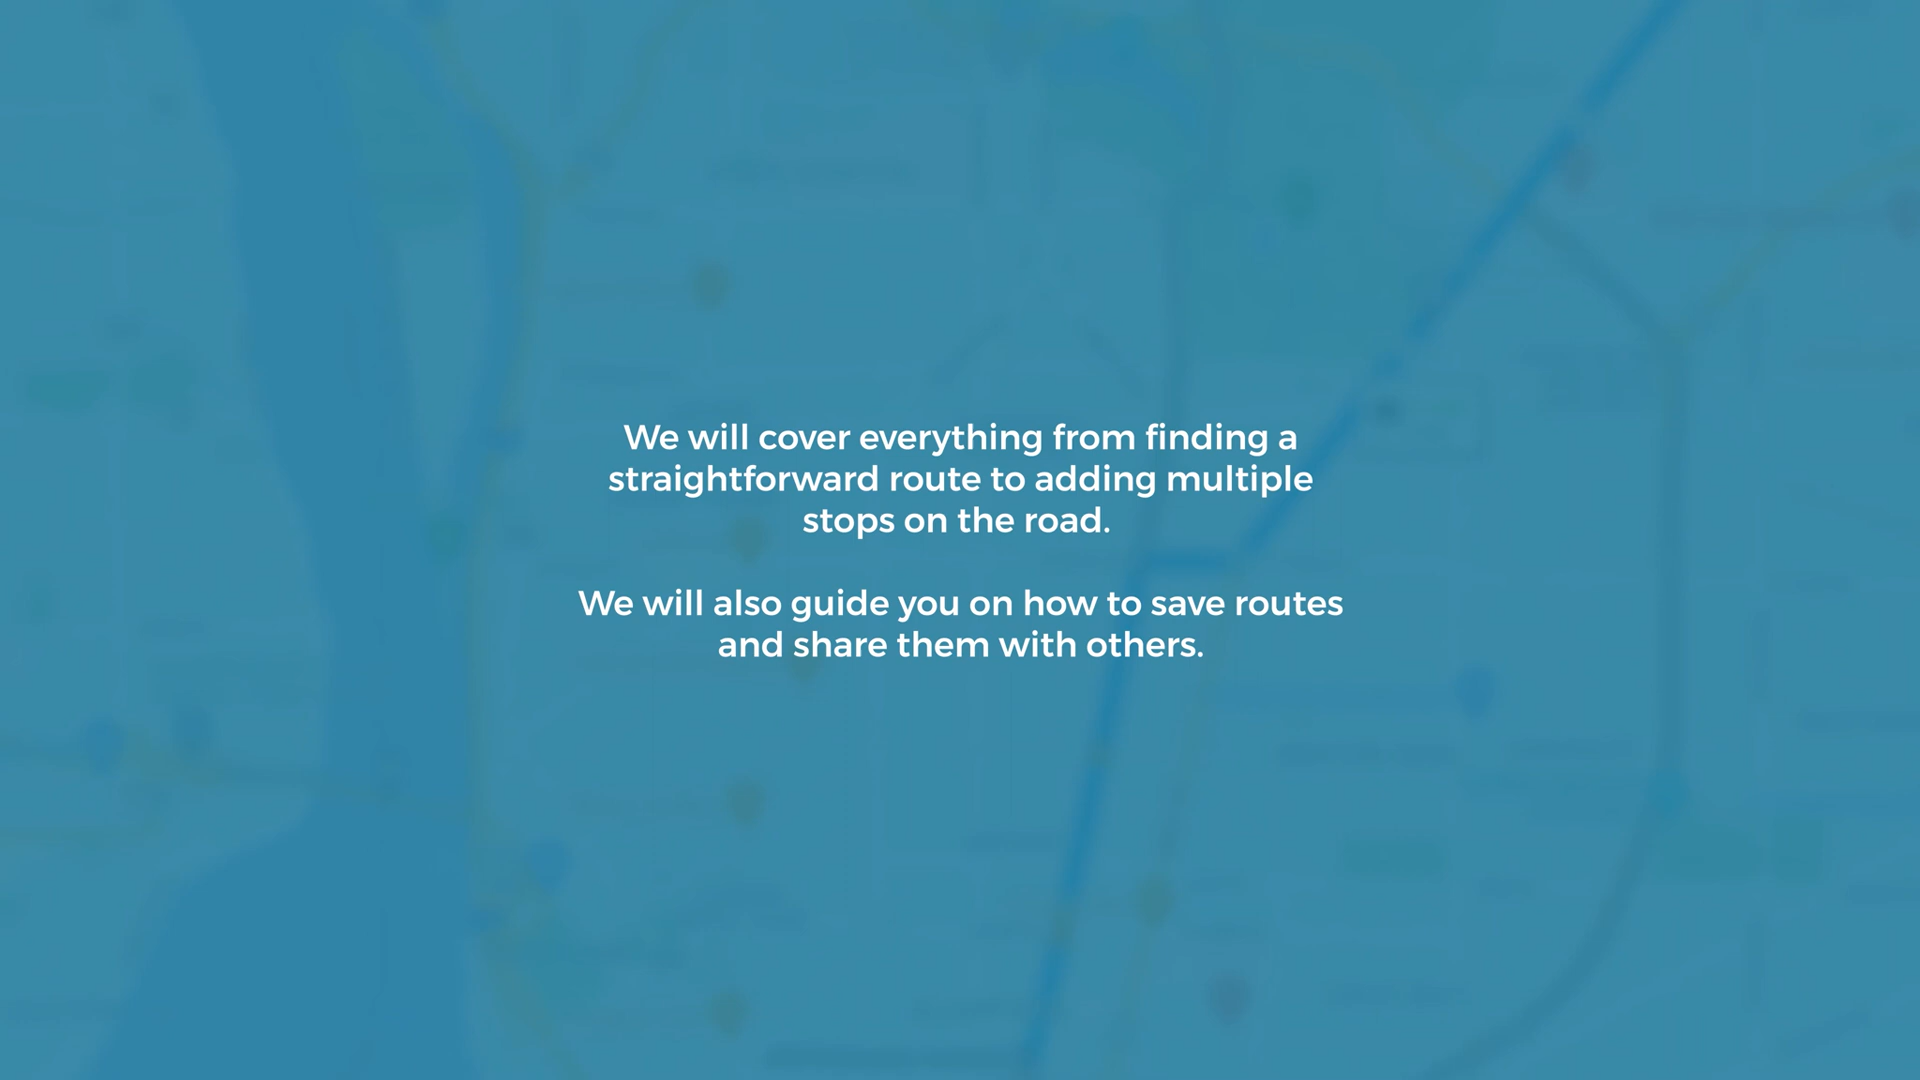 We will cover everything from finding a
straightforward route to adding multiple
stops on the road.
We will also guide you on how to save routes
and share them with others.